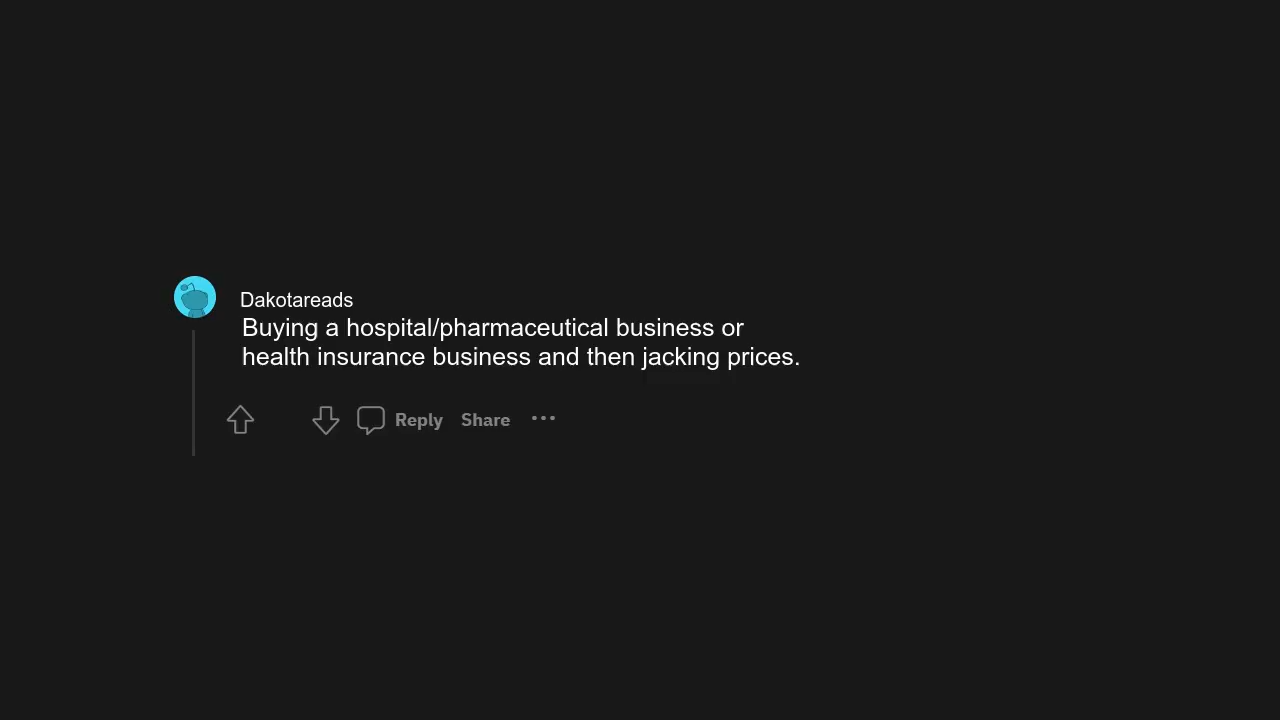 Dakotareads
Buying a hospital/pharmaceutical business or
health insurance business and then jacking prices.
Reply Share